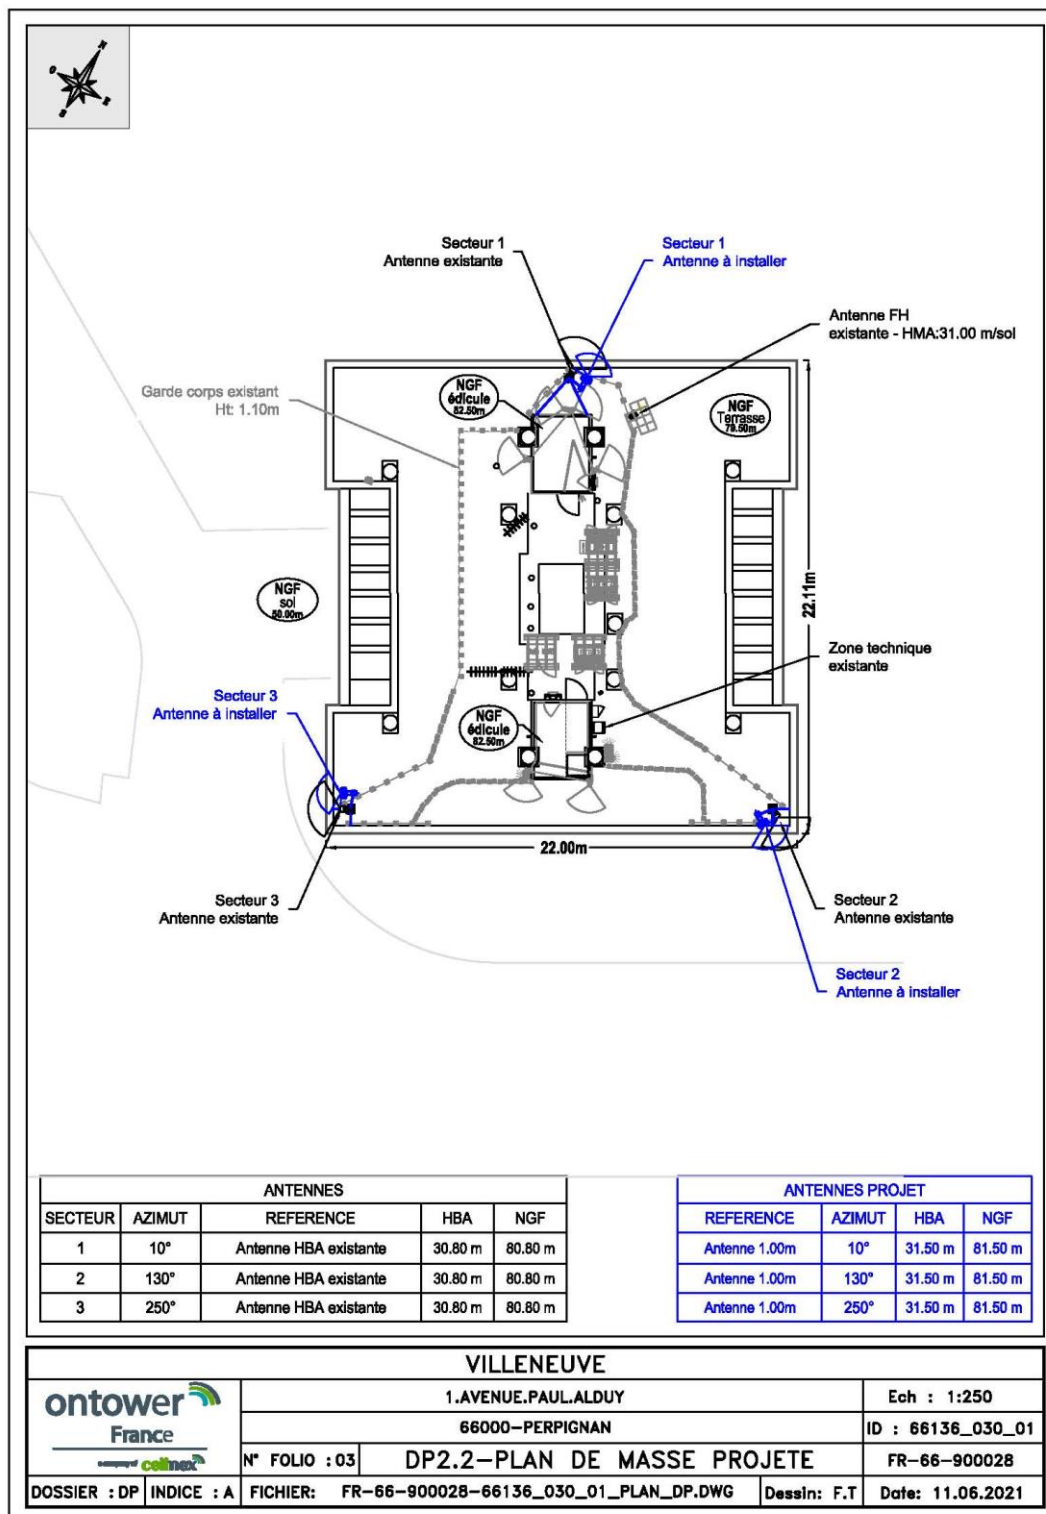 N
O
E
S
Secteur 1
Antenne existante
Secteur 1
Antenne à installer
Antenne FH
existante - HMA:31.00 m/sol
Garde corps existant
Ht: 1.10m
NGF
édicule
82.50m
NGF
Terrasse
79.50m
NGF
sol
50.00m
22.11m
Zone technique
existante
Secteur 3
Antenne à installer
NGF
édicule
82.50m
22.00m
Secteur 3
Antenne existante
Secteur 2
Antenne existante
Secteur 2
Antenne à installer
ANTENNES
SECTEUR AZIMUT REFERENCE HBA NGF
1 10° Antenne HBA existante 30.80 m 80.80 m
2 130° Antenne HBA existante 30.80 m 80.80 m
3 250° Antenne HBA existante 30.80 m 80.80 m
ANTENNES PROJET
REFERENCE AZIMUT HBA NGF
Antenne 1.00m 10° 31.50 m 81.50 m
Antenne 1.00m 130° 31.50 m 81.50 m
Antenne 1.00m 250° 31.50 m 81.50 m
VILLENEUVE
ontower
France
a company of cellnex
1.AVENUE.PAUL.ALDUY
Ech : 1:250
66000-PERPIGNAN
ID : 66136_030_01
N° FOLIO :03
DP2.2-PLAN DE MASSE PROJETE
FR-66-900028
DOSSIER : DP
INDICE : A
FICHIER: FR-66-900028-66136_030_01_PLAN_DP.DWG
Dessin: F.T
Date: 11.06.2021